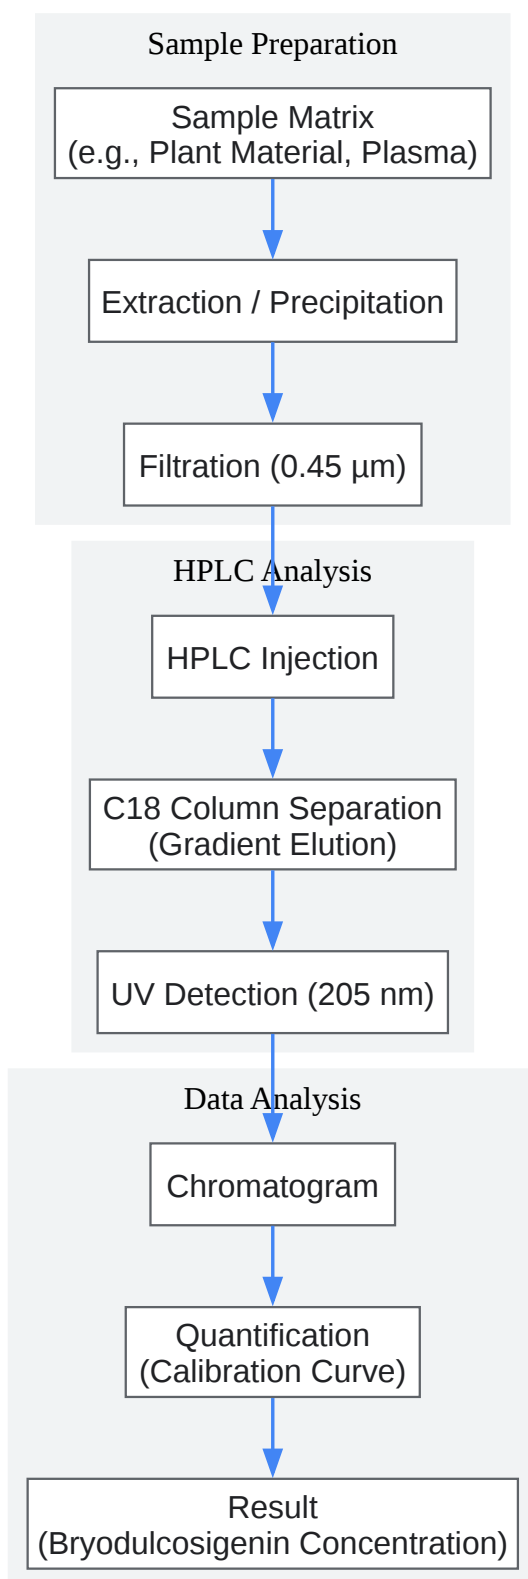 Sample Preparation
Sample Matrix
(e.g., Plant Material, Plasma)
Extraction / Precipitation
Filtration (0.45 µm)
HPLC Analysis
HPLC Injection
C18 Column Separation
(Gradient Elution)
UV Detection (205 nm)
Data Analysis
Chromatogram
Quantification
(Calibration Curve)
Result
(Bryodulcosigenin Concentration)